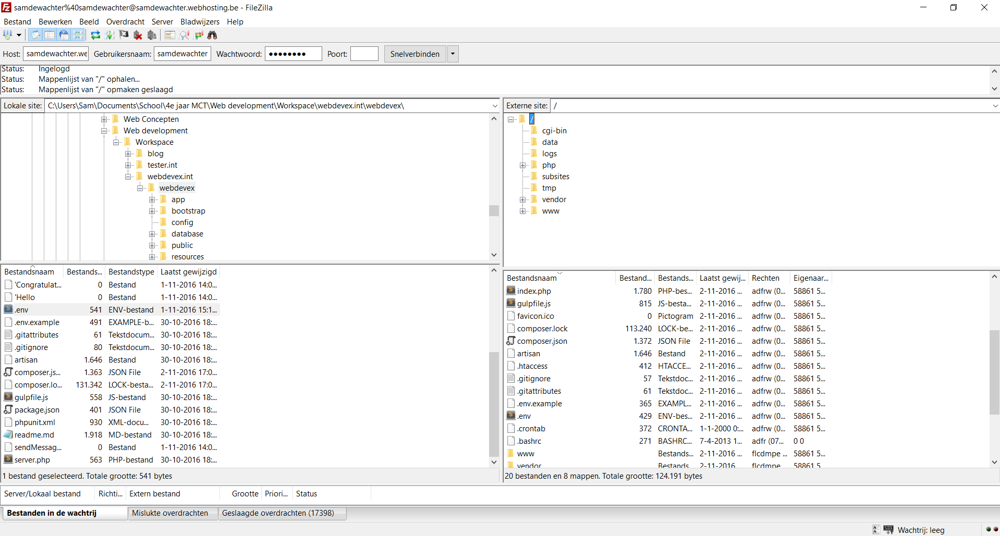 samdewachter%40samdewachter@samdewachter.webhosting.be - FileZilla
Bestand Bewerken Beeld Overdracht Server Bladwijzers Help
Host: samdewachter.we Gebruikersnaam: samdewachter Wachtwoord: ●●●●●●●● Poort: Snelverbinden
Status: Ingelogd
Status: Mappenlijst van "/" ophalen...
Status: Mappenlijst van "/" opmaken geslaagd
Lokale site: C:\Users\Sam\Documents\School\4e jaar MCT\Web development\Workspace\webdevex.int\webdevex\
Web Concepten
Web development
Workspace
blog
tester.int
webdevex.int
webdevex
app
bootstrap
config
database
public
resources
Bestandsnaam Bestands... Bestandstype Laatst gewijzigd
'Congratulat... 0 Bestand 1-11-2016 14:0...
'Hello 0 Bestand 1-11-2016 14:0...
.env 541 ENV-bestand 1-11-2016 15:1...
.env.example 491 EXAMPLE-b... 30-10-2016 18:...
.gitattributes 61 Tekstdocum... 30-10-2016 18:...
.gitignore 80 Tekstdocum... 30-10-2016 18:...
artisan 1.646 Bestand 30-10-2016 18:...
composer.js... 1.363 JSON File 2-11-2016 17:0...
composer.lo... 131.342 LOCK-besta... 2-11-2016 17:0...
gulpfile.js 558 JS-bestand 30-10-2016 18:...
package.json 401 JSON File 30-10-2016 18:...
phpunit.xml 930 XML-docu... 30-10-2016 18:...
readme.md 1.918 MD-bestand 30-10-2016 18:...
sendMessag... 0 Bestand 1-11-2016 14:0...
server.php 563 PHP-bestand 30-10-2016 18:...
1 bestand geselecteerd. Totale grootte: 541 bytes
Externe site: /
/
cgi-bin
data
logs
php
subsites
tmp
vendor
www
Bestandsnaam Bestand... Bestands... Laatst gewij... Rechten Eigenaar...
index.php 1.780 PHP-bes... 2-11-2016 ... adfrw (0... 58861 5...
gulpfile.js 815 JS-besta... 2-11-2016 ... adfrw (0... 58861 5...
favicon.ico 0 Pictogram 2-11-2016 ... adfrw (0... 58861 5...
composer.lock 113.240 LOCK-be... 2-11-2016 ... adfrw (0... 58861 5...
composer.json 1.372 JSON File 2-11-2016 ... adfrw (0... 58861 5...
artisan 1.646 Bestand 2-11-2016 ... adfrw (0... 58861 5...
.htaccess 412 HTACCE... 2-11-2016 ... adfrw (0... 58861 5...
.gitignore 57 Tekstdoc... 2-11-2016 ... adfrw (0... 58861 5...
.gitattributes 61 Tekstdoc... 2-11-2016 ... adfrw (0... 58861 5...
.env.example 365 EXAMPL... 2-11-2016 ... adfrw (0... 58861 5...
.env 429 ENV-bes... 2-11-2016 ... adfrw (0... 58861 5...
.crontab 372 CRONTA... 1-1-2000 0:... adfrw (0... 58861 5...
.bashrc 271 BASHRC... 7-4-2013 1... adfr (07... 0 0
www Bestands... 2-11-2016 ... flcdmpe ... 58861 5...
vendor Bestands... 2-11-2016 ... flcdmpe ... 58861 5...
20 bestanden en 8 mappen. Totale grootte: 124.191 bytes
Server/Lokaal bestand Richti... Extern bestand Grootte Priori... Status
Bestanden in de wachtrij Mislukte overdrachten Geslaagde overdrachten (17398)
Wachtrij: leeg